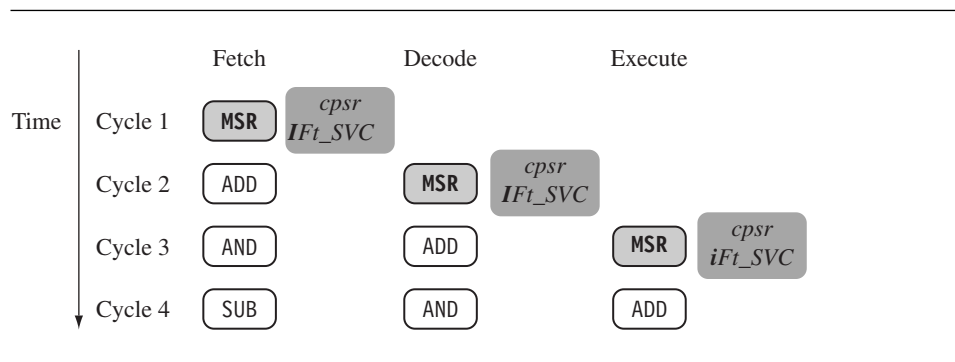 Fetch Decode Execute
Time Cycle 1 MSR cpsr IFt_SVC
Cycle 2 ADD MSR cpsr IFt_SVC
Cycle 3 AND ADD MSR cpsr iFt_SVC
Cycle 4 SUB AND ADD